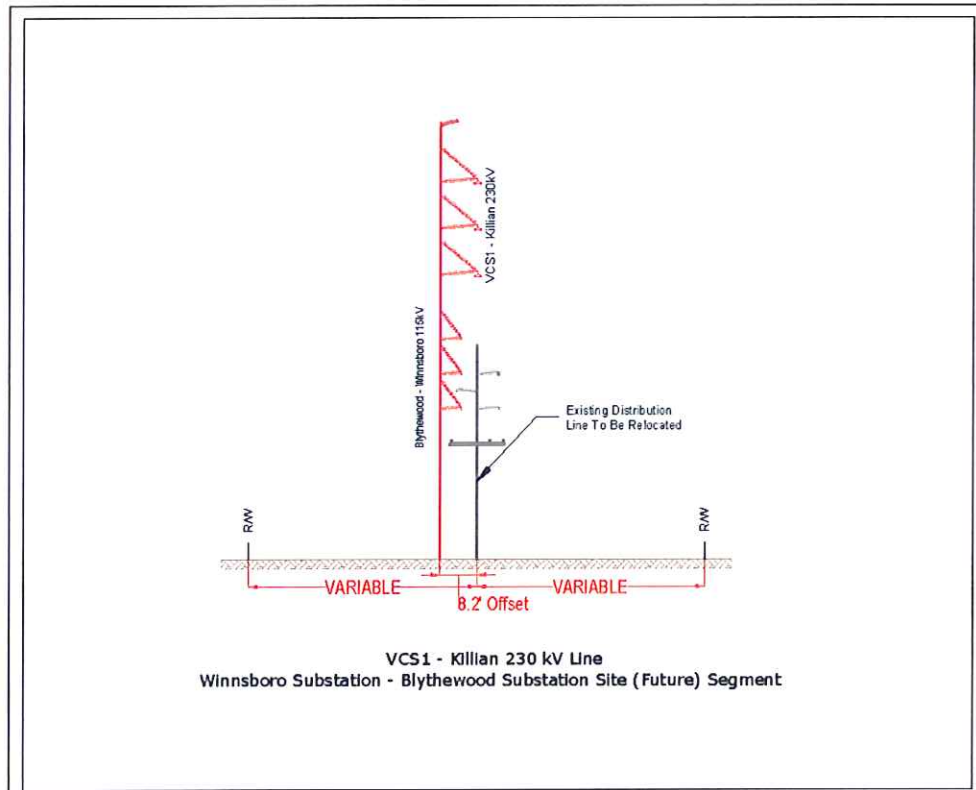 VCS1 - Killian 230kV
Blythewood - Winnsboro 115kV
Existing Distribution
Line To Be Relocated
R/W
R/W
VARIABLE
VARIABLE
8.2' Offset
VCS1 - Killian 230 kV Line
Winnsboro Substation - Blythewood Substation Site (Future) Segment